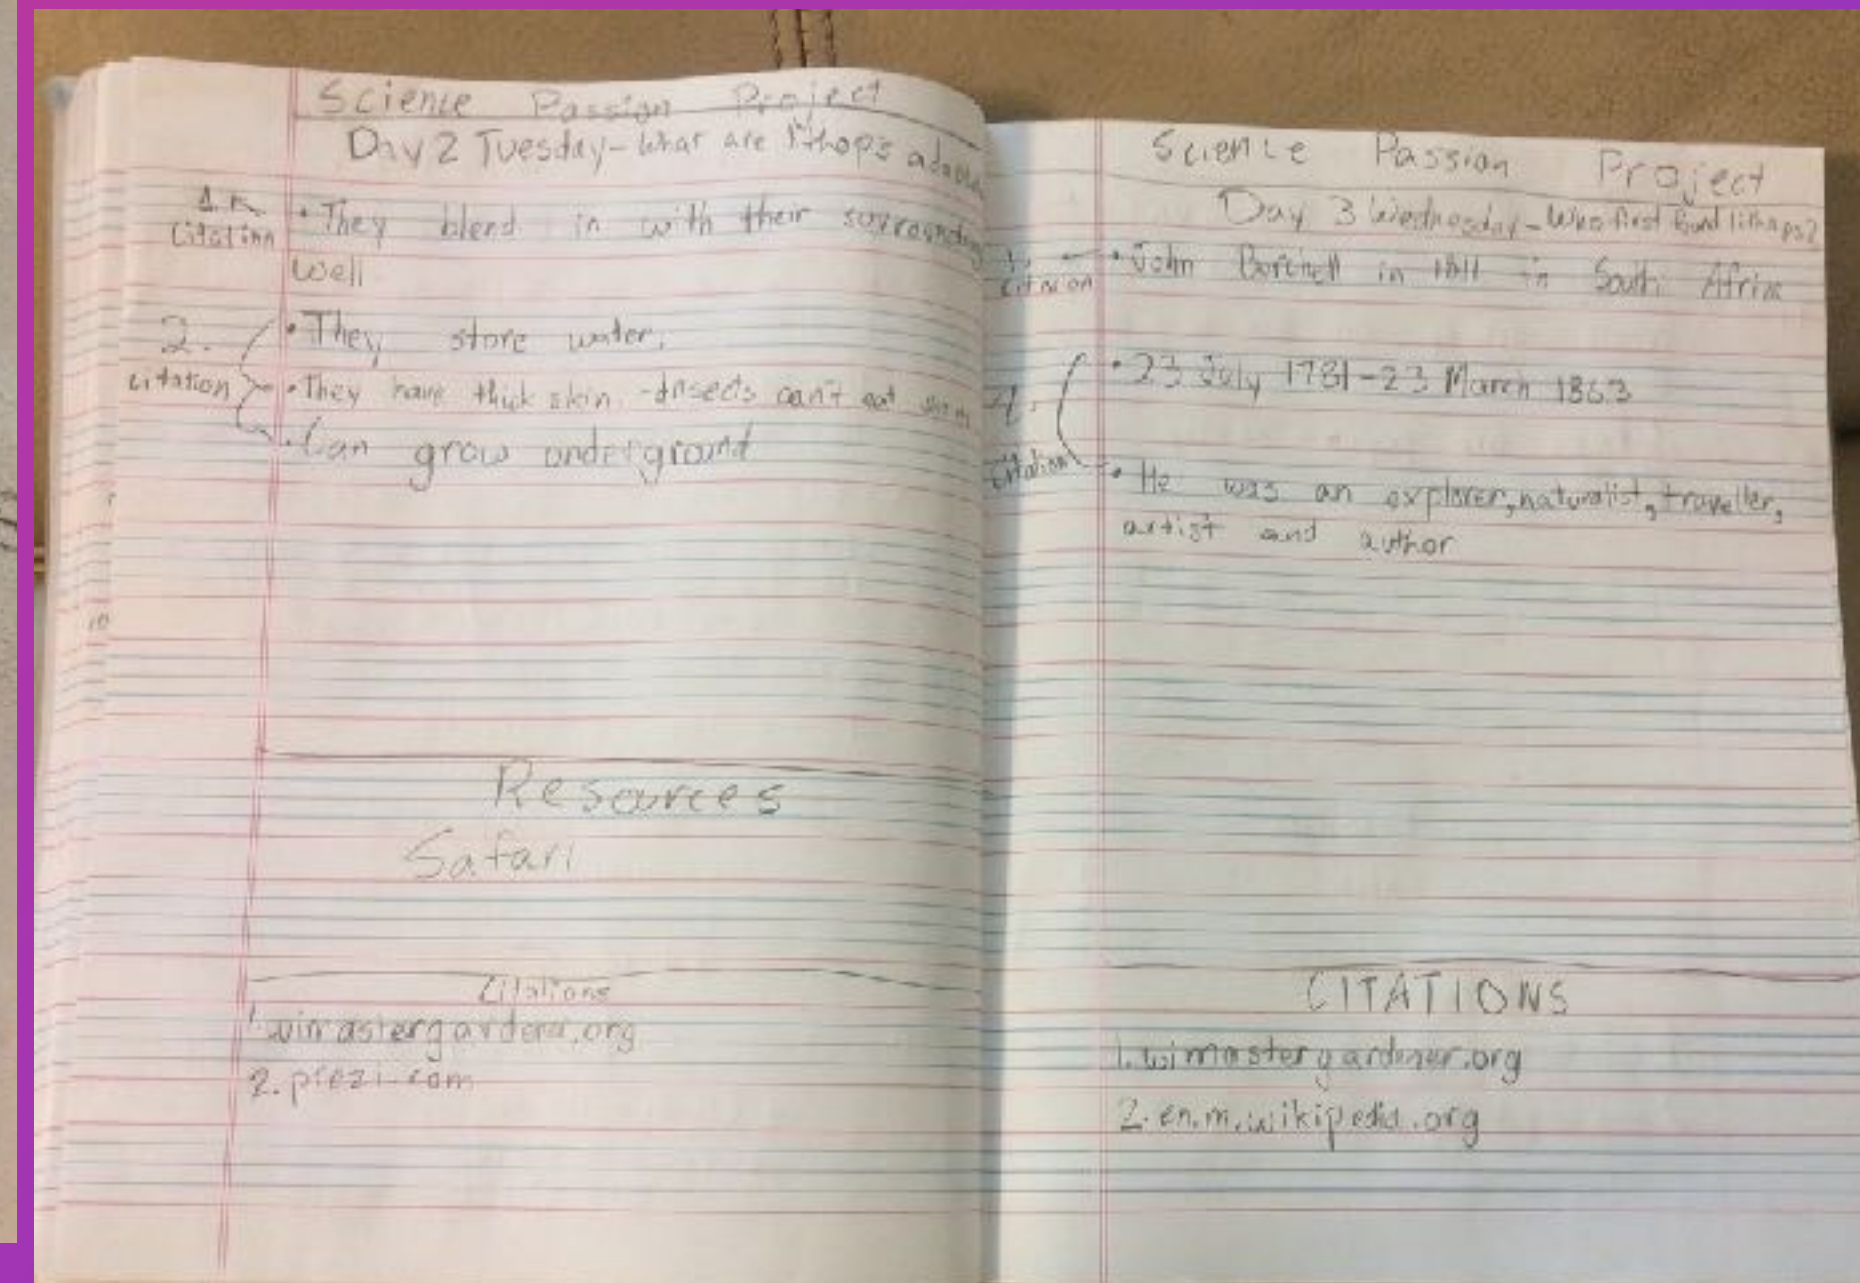 Science Passion Project
Day 2 Tuesday - What are lithop's
1.
Citation
• They blend in with their surrounding
well
2.
citation
• They store water.
• They have thick skin - insects can't eat
• Can grow underground
Resources
Safari
Citations
1. wimastergardener.org
2. prezi.com
Science Passion Project
Day 3 Wednesday - Who first found lithops?
1.
citation
• John in 1811 in South Africa
• 23 July 1781 - 23 March 1863
2.
citation
• He was an explorer, naturalist, traveller,
artist and author
CITATIONS
1. wimastergardener.org
2. en.m.wikipedia.org